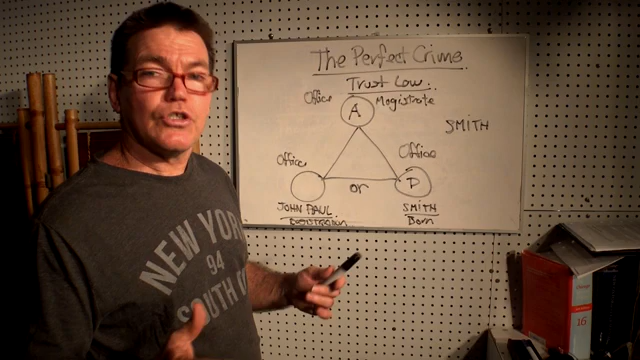 The Perfect Crime
Trust Law.
Office
A
Magistrate
SMITH
Office
Office
or
D
JOHN PAUL
SMITH
Born
NEW YORK
94
SOUTH
16